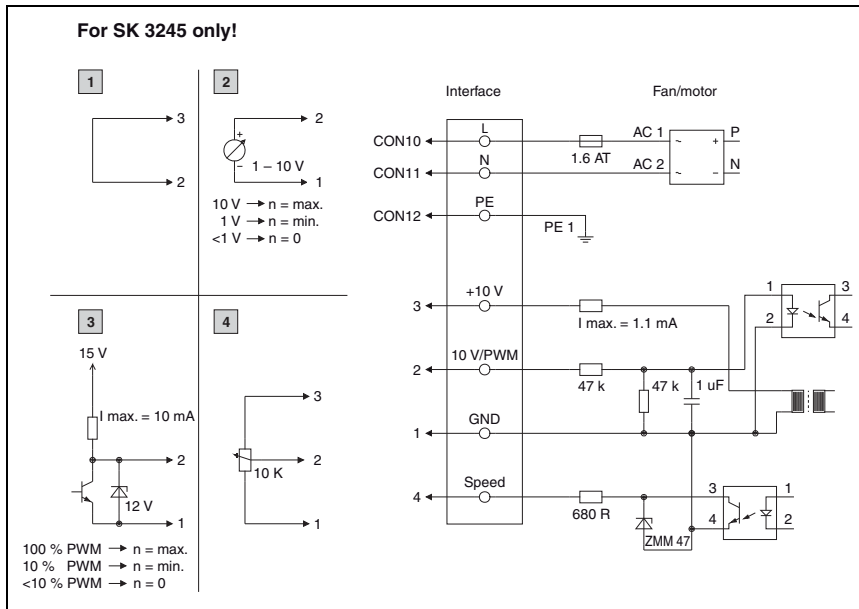 For SK 3245 only!
1
3
2
2
+
–
1 – 10 V
2
1
10 V → n = max.
1 V → n = min.
<1 V → n = 0
3
15 V
I max. = 10 mA
2
12 V
1
100 % PWM → n = max.
10 % PWM → n = min.
<10 % PWM → n = 0
4
3
10 K
2
1
Interface
Fan/motor
CON10
L
1.6 AT
AC 1
~
+
P
CON11
N
AC 2
~
–
N
CON12
PE
PE 1
3
+10 V
I max. = 1.1 mA
1
2
3
4
2
10 V/PWM
47 k
47 k
1 uF
1
GND
4
Speed
680 R
ZMM 47
3
4
1
2